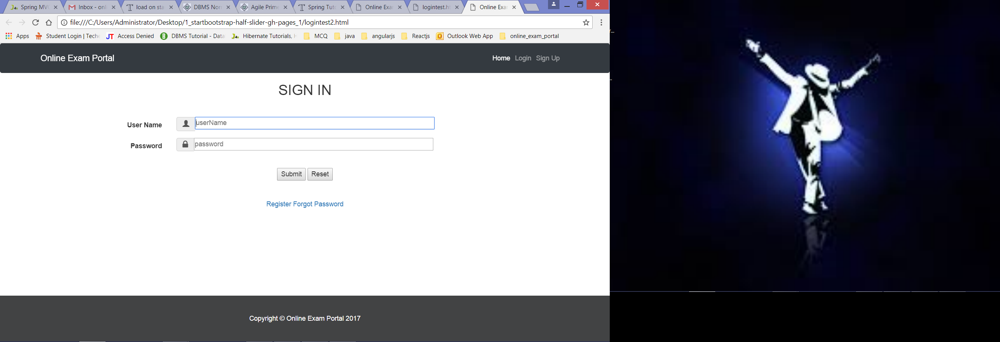 Spring MV
Inbox - onl
load on sta
DBMS Nor
Agile Prime
Spring Tut
Online Exa
logintest.h
Online Exa
file:///C:/Users/Administrator/Desktop/1_startbootstrap-half-slider-gh-pages_1/logintest2.html
Apps Student Login | Teche Access Denied DBMS Tutorial - Data Hibernate Tutorials, H MCQ java angularjs Reactjs Outlook Web App online_exam_portal
Online Exam Portal Home Login Sign Up
SIGN IN
User Name userName
Password password
Submit Reset
Register Forgot Password
Copyright © Online Exam Portal 2017